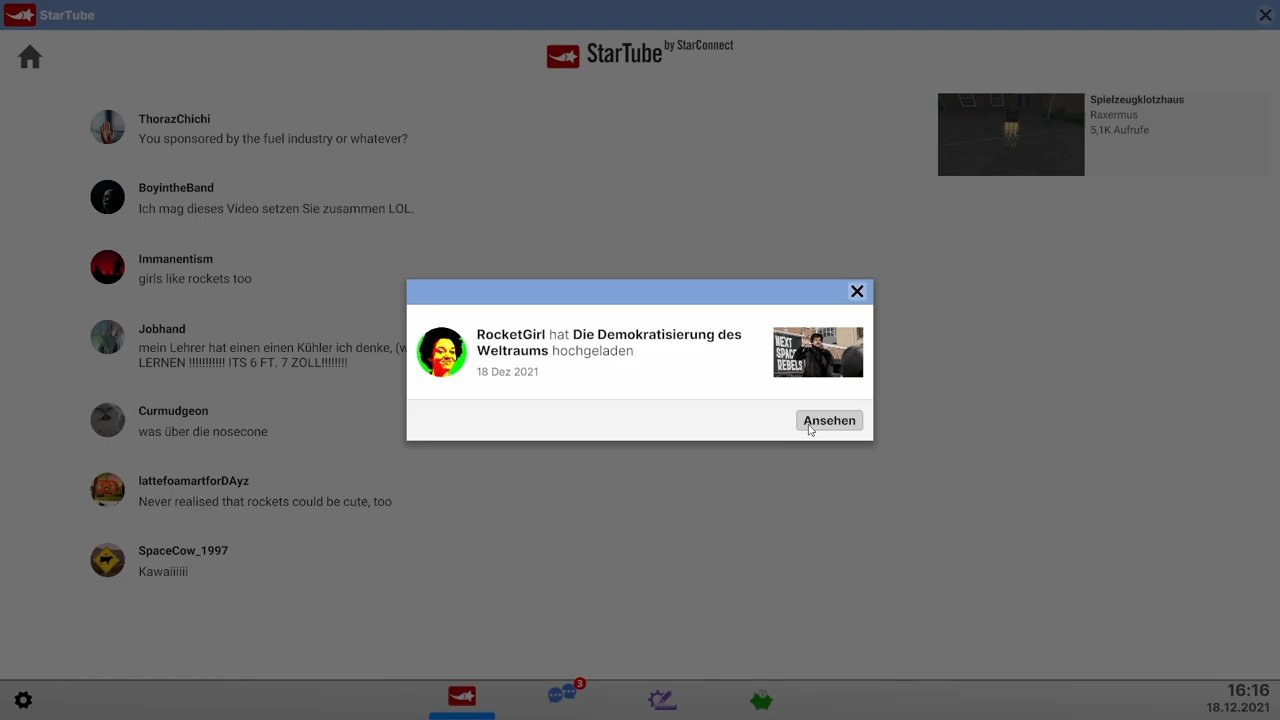 StarTube
StarTube by StarConnect
ThorazChichi
You sponsored by the fuel industry or whatever?
BoyintheBand
Ich mag dieses Video setzen Sie zusammen LOL.
Immanentism
girls like rockets too
Jobhand
mein Lehrer hat einen einen Kühler ich denke, (w
LERNEN !!!!!!!!!!! ITS 6 FT. 7 ZOLL!!!!!!!!
Curmudgeon
was über die nosecone
lattefoamartforDAyz
Never realised that rockets could be cute, too
SpaceCow_1997
Kawaiiiiii
Spielzeugklotzhaus
Raxermus
5,1K Aufrufe
RocketGirl hat Die Demokratisierung des
Weltraums hochgeladen
18 Dez 2021
NEXT
SPACE
REBELS
Ansehen
3
16:16
18.12.2021